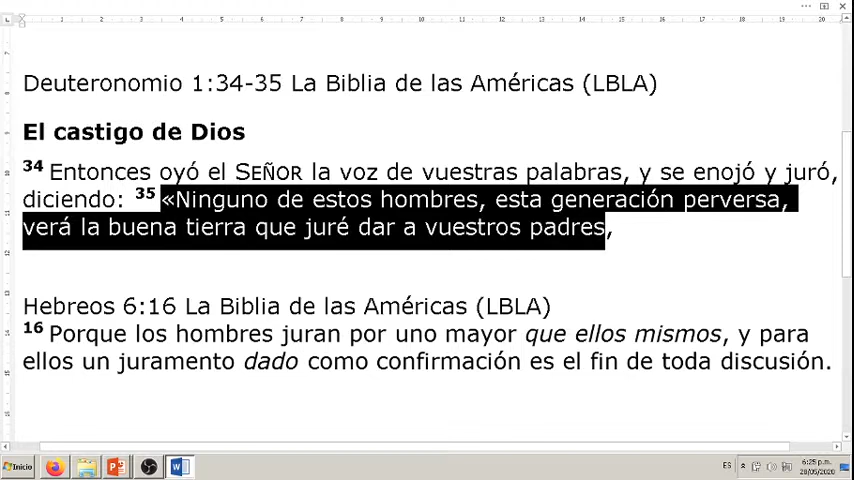 Deuteronomio 1:34-35 La Biblia de las Américas (LBLA)
El castigo de Dios
34 Entonces oyó el SEÑOR la voz de vuestras palabras, y se enojó y juró,
diciendo: 35 «Ninguno de estos hombres, esta generación perversa,
verá la buena tierra que juré dar a vuestros padres,
Hebreos 6:16 La Biblia de las Américas (LBLA)
16 Porque los hombres juran por uno mayor que ellos mismos, y para
ellos un juramento dado como confirmación es el fin de toda discusión.
Inicio
ES
6:25 p.m.
28/05/2020